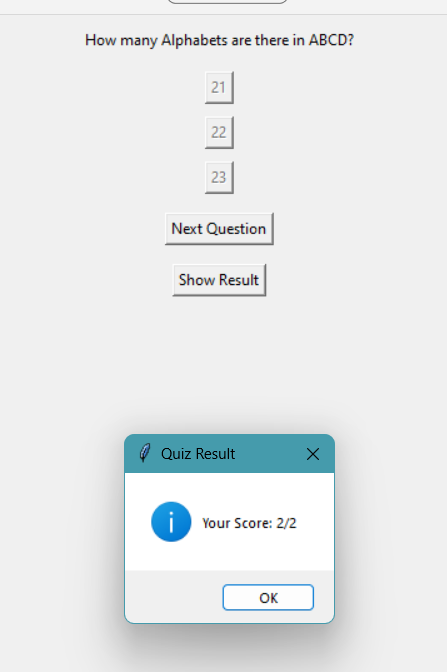 How many Alphabets are there in ABCD?
21
22
23
Next Question
Show Result
Quiz Result
Your Score: 2/2
OK